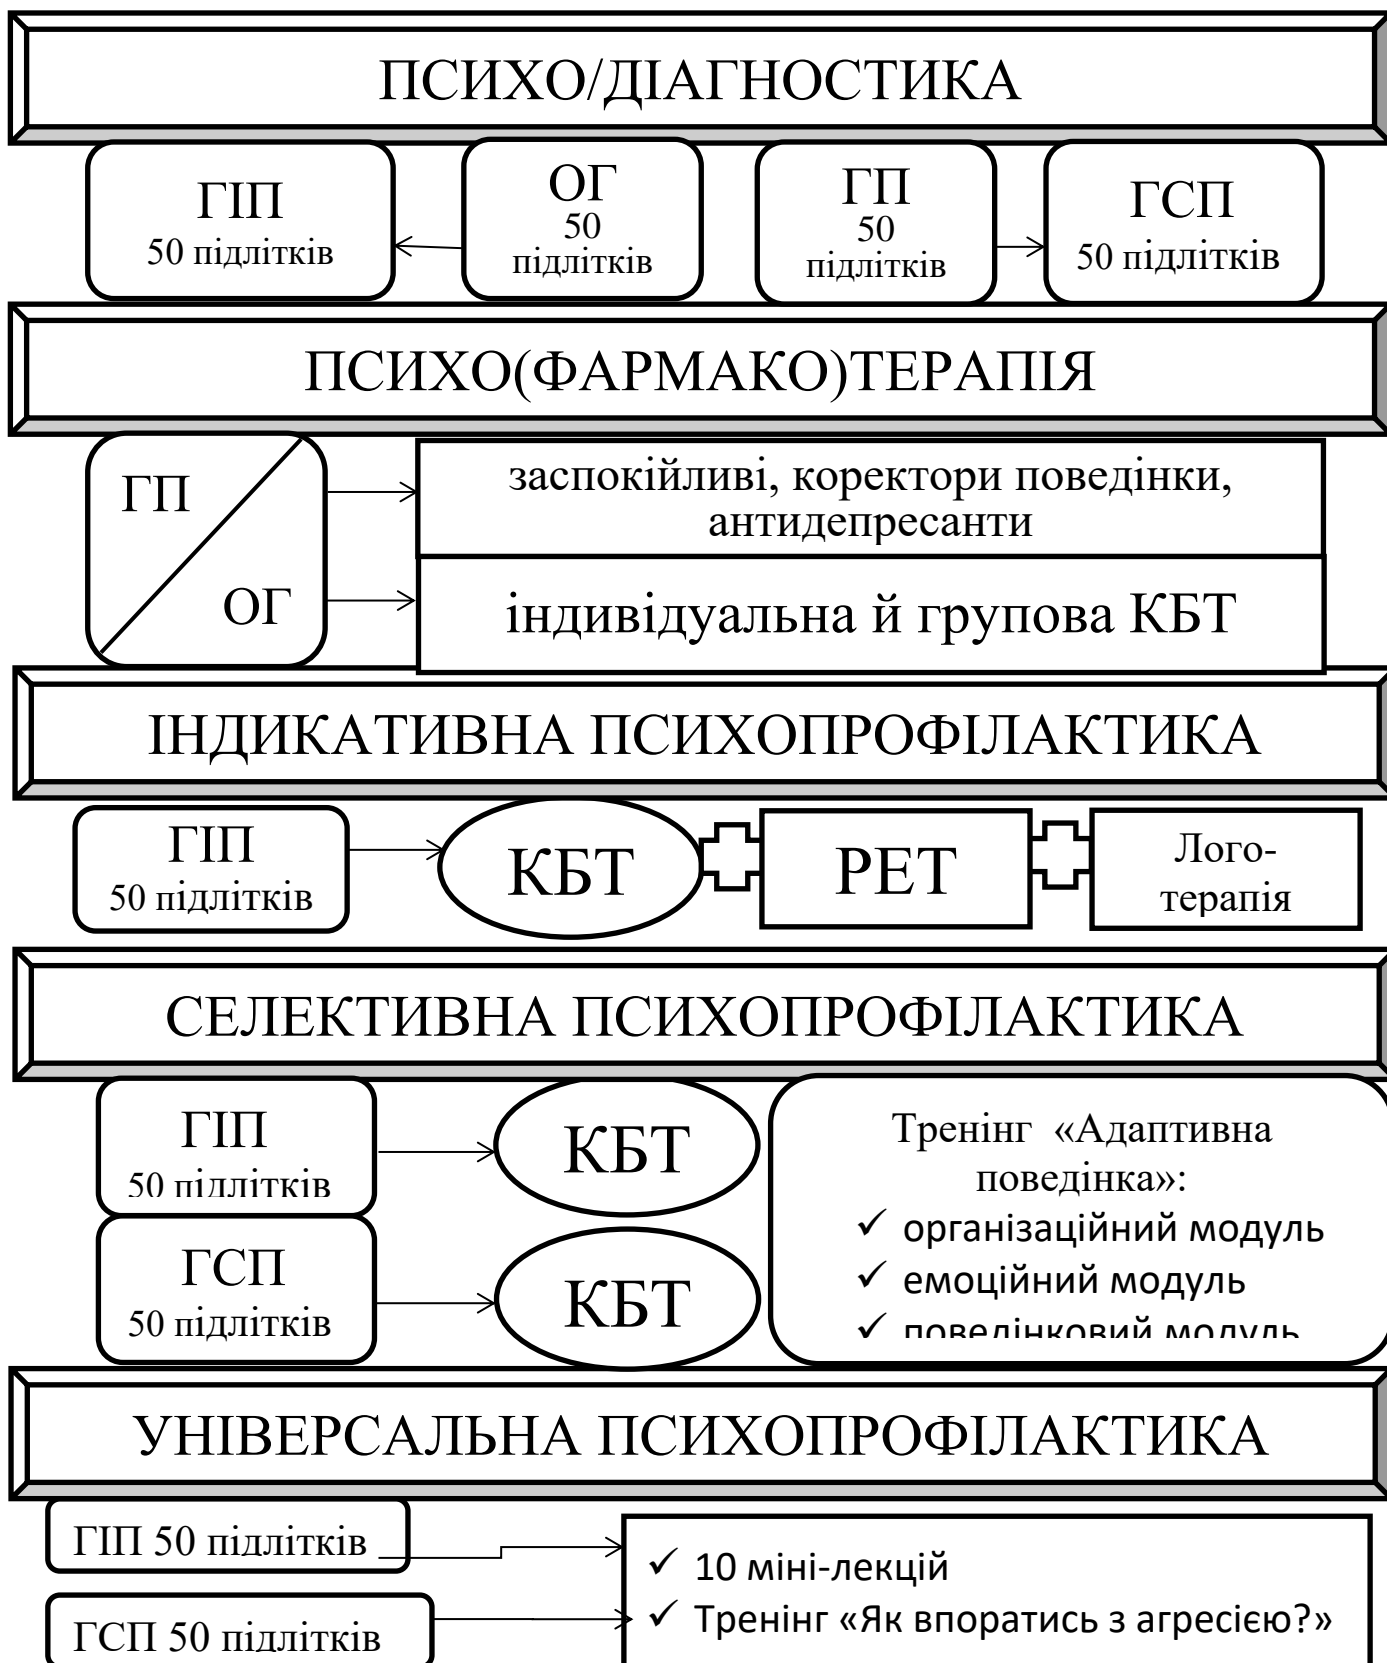 ПСИХО/ДІАГНОСТИКА
ГІП
50 підлітків
ОГ
50
підлітків
ГП
50
підлітків
ГСП
50 підлітків
ПСИХО(ФАРМАКО)ТЕРАПІЯ
ГП
ОГ
заспокійливі, коректори поведінки,
антидепресанти
індивідуальна й групова КБТ
ІНДИКАТИВНА ПСИХОПРОФІЛАКТИКА
ГІП
50 підлітків
КБТ
РЕТ
Лого-
терапія
СЕЛЕКТИВНА ПСИХОПРОФІЛАКТИКА
ГІП
50 підлітків
КБТ
ГСП
50 підлітків
КБТ
Тренінг «Адаптивна
поведінка»:
✓ організаційний модуль
✓ емоційний модуль
✓ поведінковий модуль
УНІВЕРСАЛЬНА ПСИХОПРОФІЛАКТИКА
ГІП 50 підлітків
ГСП 50 підлітків
✓ 10 міні-лекцій
✓ Тренінг «Як впоратись з агресією?»